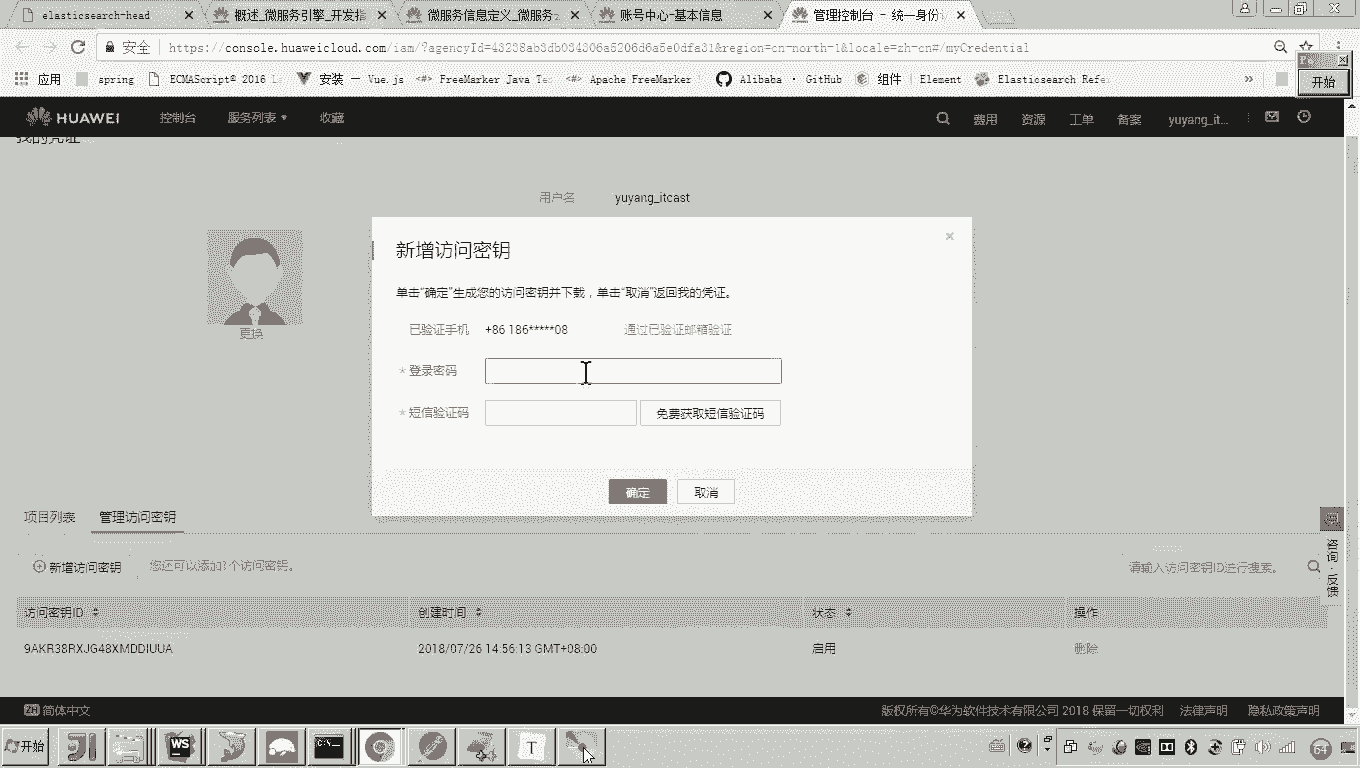 elasticsearch-head
概述_微服务引擎_开发指
微服务信息定义_微服务
账号中心-基本信息
管理控制台 - 统一身份
安全
https://console.huaweicloud.com/iam/?agencyId=43238ab3db034306a5206d6a5e0dfa31&region=cn-north-1&locale=zh-cn#/myCredential
应用
spring
ECMAScript® 2016 L
安装 — Vue.js
FreeMarker Java Te
Apache FreeMarker
Alibaba · GitHub
组件 | Element
Elasticsearch Refe
»
开始
HUAWEI
控制台
服务列表
收藏
费用
资源
工单
备案
yuyang_it...
我的凭证
用户名
yuyang_itcast
更换
新增访问密钥
单击“确定”生成您的访问密钥并下载，单击“取消”返回我的凭证。
已验证手机 +86 186*****08 通过已验证邮箱验证
* 登录密码
* 短信验证码 免费获取短信验证码
确定 取消
项目列表 管理访问密钥
新增访问密钥 您还可以添加1个访问密钥。 请输入访问密钥ID进行搜索。
咨询·反馈
访问密钥ID 创建时间 状态 操作
9AKR38RXJG48XMDDIUUA 2018/07/26 14:56:13 GMT+08:00 启用 删除
ZH 简体中文
版权所有©华为软件技术有限公司 2018 保留一切权利 法律声明 隐私政策声明
开始
WS
C:\
T
64